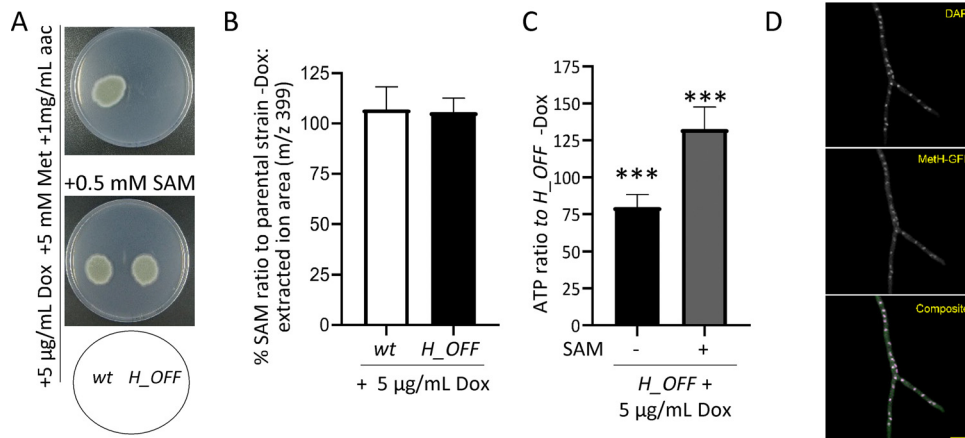 A
+5 µg/mL Dox +5 mM Met +1mg/mL aac
+0.5 mM SAM
wt H_OFF
B
% SAM ratio to parental strain -Dox:
extracted ion area (m/z 399)
125
100
75
50
25
0
wt H_OFF
+ 5 µg/mL Dox
C
ATP ratio to H_OFF -Dox
175
150
125
100
75
50
25
0
***
***
SAM - +
H_OFF +
5 µg/mL Dox
D
DAP
MetH-GF
Composite